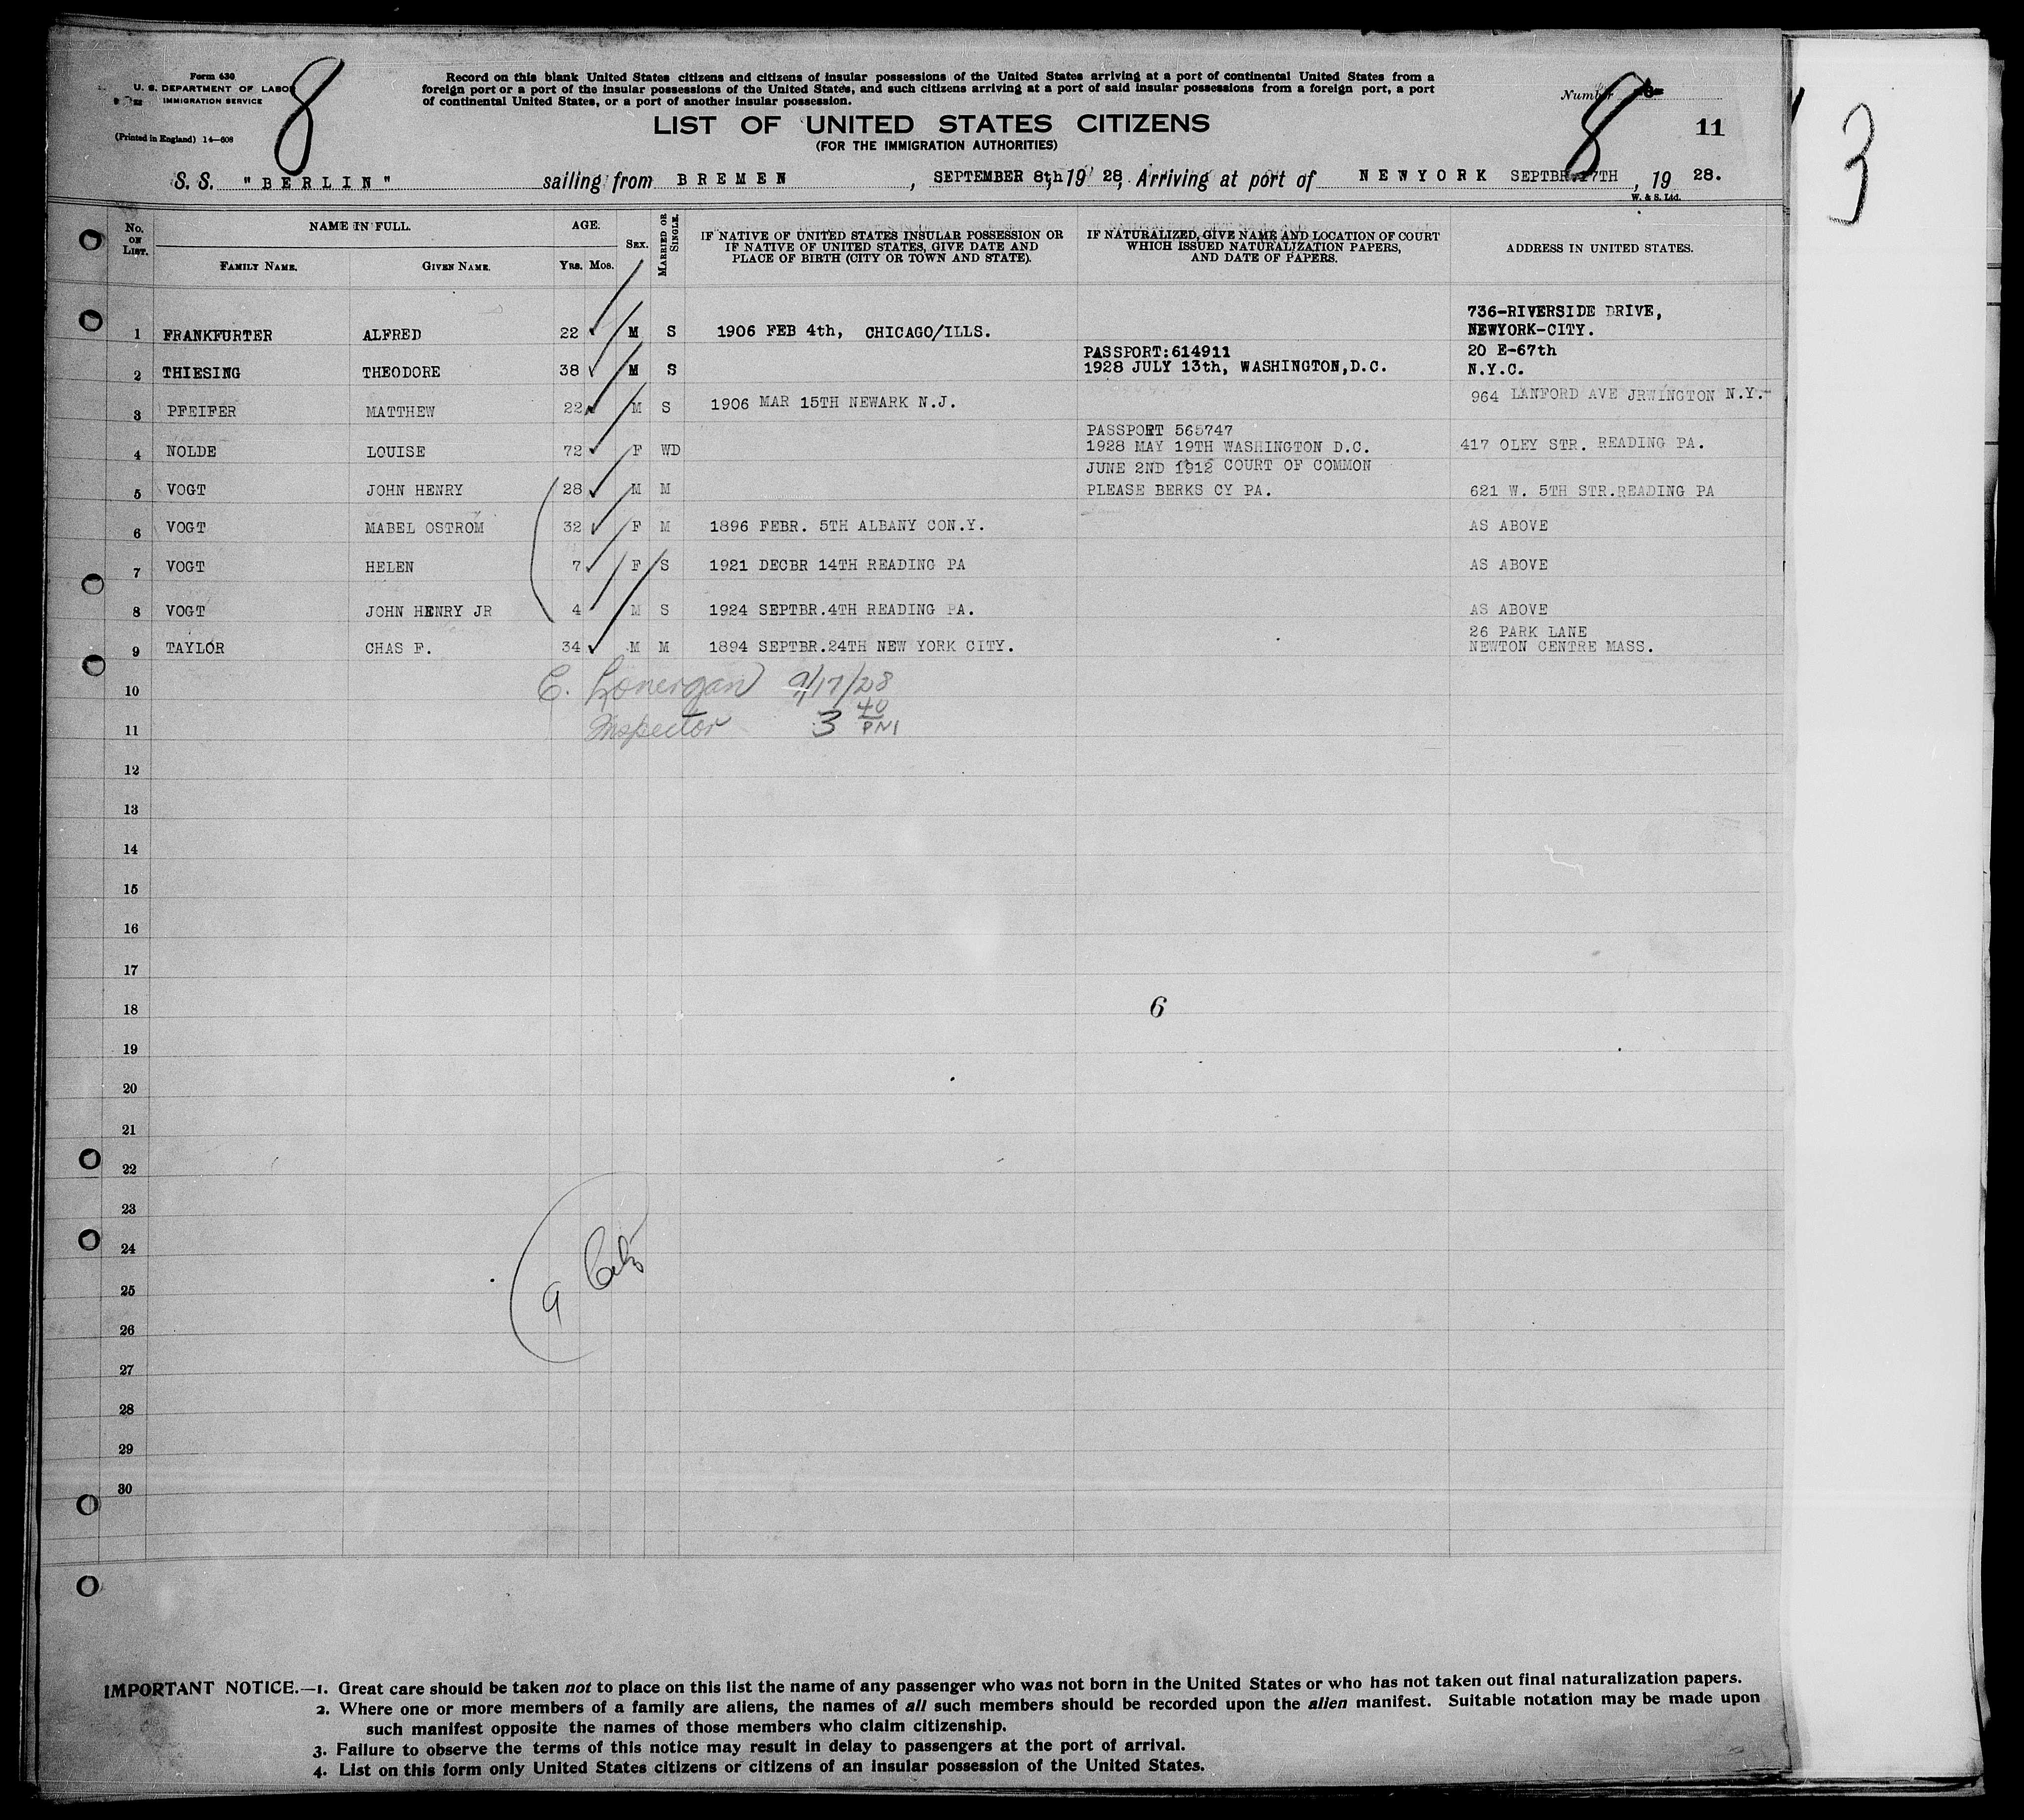 Form 630
U. S. DEPARTMENT OF LABOR
IMMIGRATION SERVICE
(Printed in England) 14—608
8
Record on this blank United States citizens and citizens of insular possessions of the United States arriving at a port of continental United States from a
foreign port or a port of the insular possessions of the United States, and such citizens arriving at a port of said insular possessions from a foreign port, a port
of continental United States, or a port of another insular possession.
LIST OF UNITED STATES CITIZENS
(FOR THE IMMIGRATION AUTHORITIES)
Number
8
11
3
S. S. "BERLIN" sailing from BREMEN, SEPTEMBER 8th, 19 28, Arriving at port of NEWYORK SEPTBR.17TH, 19 28.
W. & S. Ltd.
No. ON LIST. NAME IN FULL. AGE. SEX. MARRIED OR SINGLE. IF NATIVE OF UNITED STATES INSULAR POSSESSION OR IF NATIVE OF UNITED STATES, GIVE DATE AND PLACE OF BIRTH (CITY OR TOWN AND STATE). IF NATURALIZED, GIVE NAME AND LOCATION OF COURT WHICH ISSUED NATURALIZATION PAPERS, AND DATE OF PAPERS. ADDRESS IN UNITED STATES.
FAMILY NAME. GIVEN NAME. YRS. MOS.
736-RIVERSIDE DRIVE,
1 FRANKFURTER ALFRED 22 M S 1906 FEB 4th, CHICAGO/ILLS. NEWYORK-CITY.
PASSPORT:614911 20 E-67th
2 THIESING THEODORE 38 M S 1928 JULY 13th, WASHINGTON,D.C. N.Y.C.
3 PFEIFER MATTHEW 22 M S 1906 MAR 15TH NEWARK N.J. 964 LANFORD AVE JRWINGTON N.Y.
PASSPORT 565747
4 NOLDE LOUISE 72 F WD 1928 MAY 19TH WASHINGTON D.C. 417 OLEY STR. READING PA.
JUNE 2ND 1912 COURT OF COMMON
5 VOGT JOHN HENRY 28 M M PLEASE BERKS CY PA. 621 W. 5TH STR.READING PA
6 VOGT MABEL OSTROM 32 F M 1896 FEBR. 5TH ALBANY CON.Y. AS ABOVE
7 VOGT HELEN 7 F S 1921 DECBR 14TH READING PA AS ABOVE
8 VOGT JOHN HENRY JR 4 M S 1924 SEPTBR.4TH READING PA. AS ABOVE
26 PARK LANE
9 TAYLOR CHAS F. 34 M M 1894 SEPTBR.24TH NEW YORK CITY. NEWTON CENTRE MASS.
10 C. Lonergan 9/17/28
11 Inspector 3 40 PM
12
13
14
15
16
17
18 6
19
20
21
22
23
24
25 9
26
27
28
29
30
IMPORTANT NOTICE.—1. Great care should be taken not to place on this list the name of any passenger who was not born in the United States or who has not taken out final naturalization papers.
2. Where one or more members of a family are aliens, the names of all such members should be recorded upon the alien manifest. Suitable notation may be made upon
such manifest opposite the names of those members who claim citizenship.
3. Failure to observe the terms of this notice may result in delay to passengers at the port of arrival.
4. List on this form only United States citizens or citizens of an insular possession of the United States.